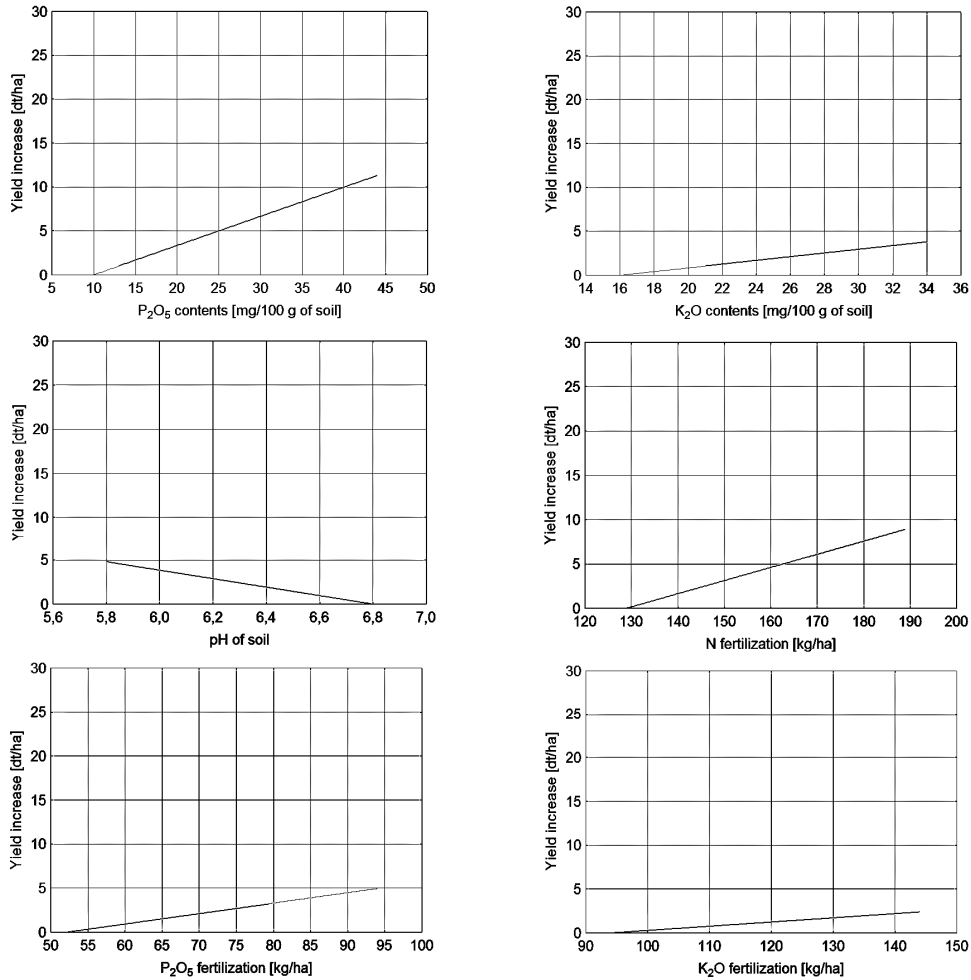 Yield increase [dt/ha]
30
25
20
15
10
5
0
5 10 15 20 25 30 35 40 45 50
P₂O₅ contents [mg/100 g of soil]
Yield increase [dt/ha]
30
25
20
15
10
5
0
14 16 18 20 22 24 26 28 30 32 34 36
K₂O contents [mg/100 g of soil]
Yield increase [dt/ha]
30
25
20
15
10
5
0
5,6 5,8 6,0 6,2 6,4 6,6 6,8 7,0
pH of soil
Yield increase [dt/ha]
30
25
20
15
10
5
0
120 130 140 150 160 170 180 190 200
N fertilization [kg/ha]
Yield increase [dt/ha]
30
25
20
15
10
5
0
50 55 60 65 70 75 80 85 90 95 100
P₂O₅ fertilization [kg/ha]
Yield increase [dt/ha]
30
25
20
15
10
5
0
90 100 110 120 130 140 150
K₂O fertilization [kg/ha]